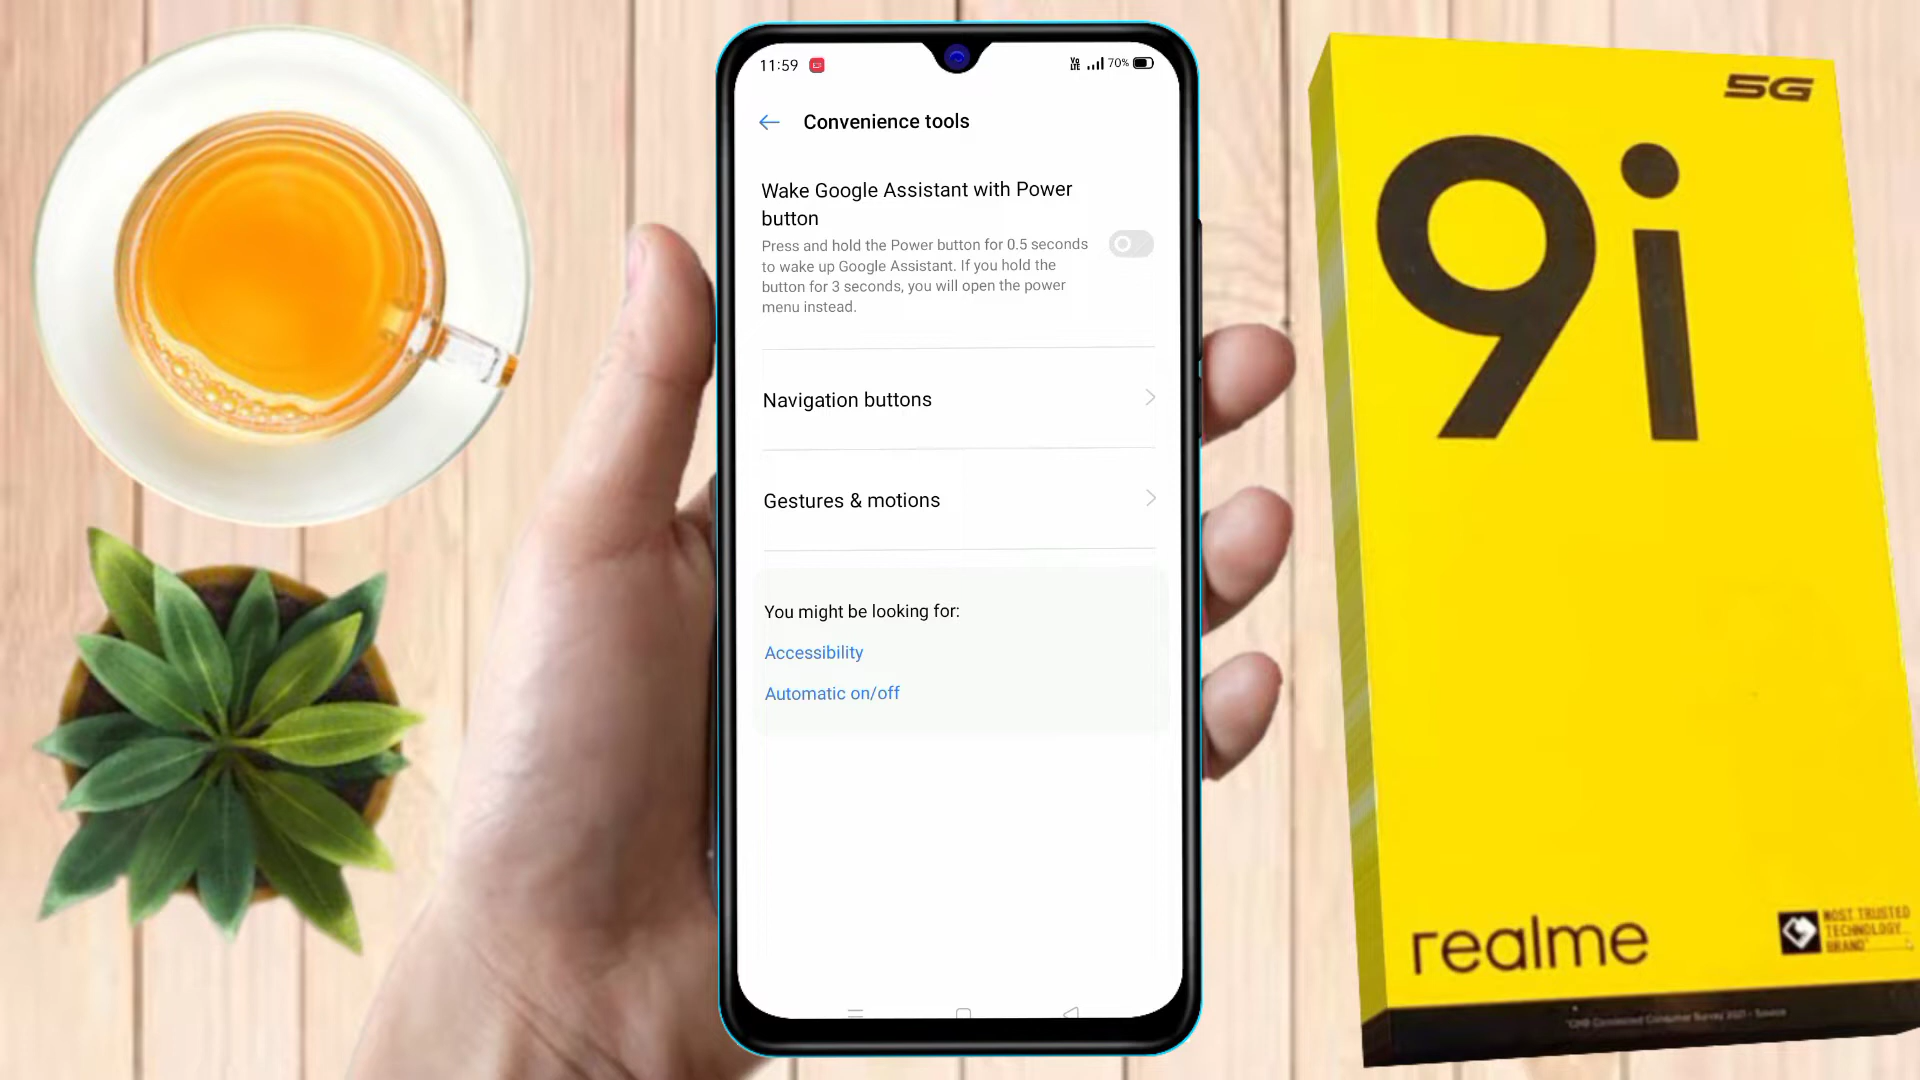 11:59
Vo LTE 70%
Convenience tools
Wake Google Assistant with Power
button
Press and hold the Power button for 0.5 seconds
to wake up Google Assistant. If you hold the
button for 3 seconds, you will open the power
menu instead.
Navigation buttons
Gestures & motions
You might be looking for:
Accessibility
Automatic on/off
5G
9i
realme
MOST TRUSTED
TECHNOLOGY
BRAND*